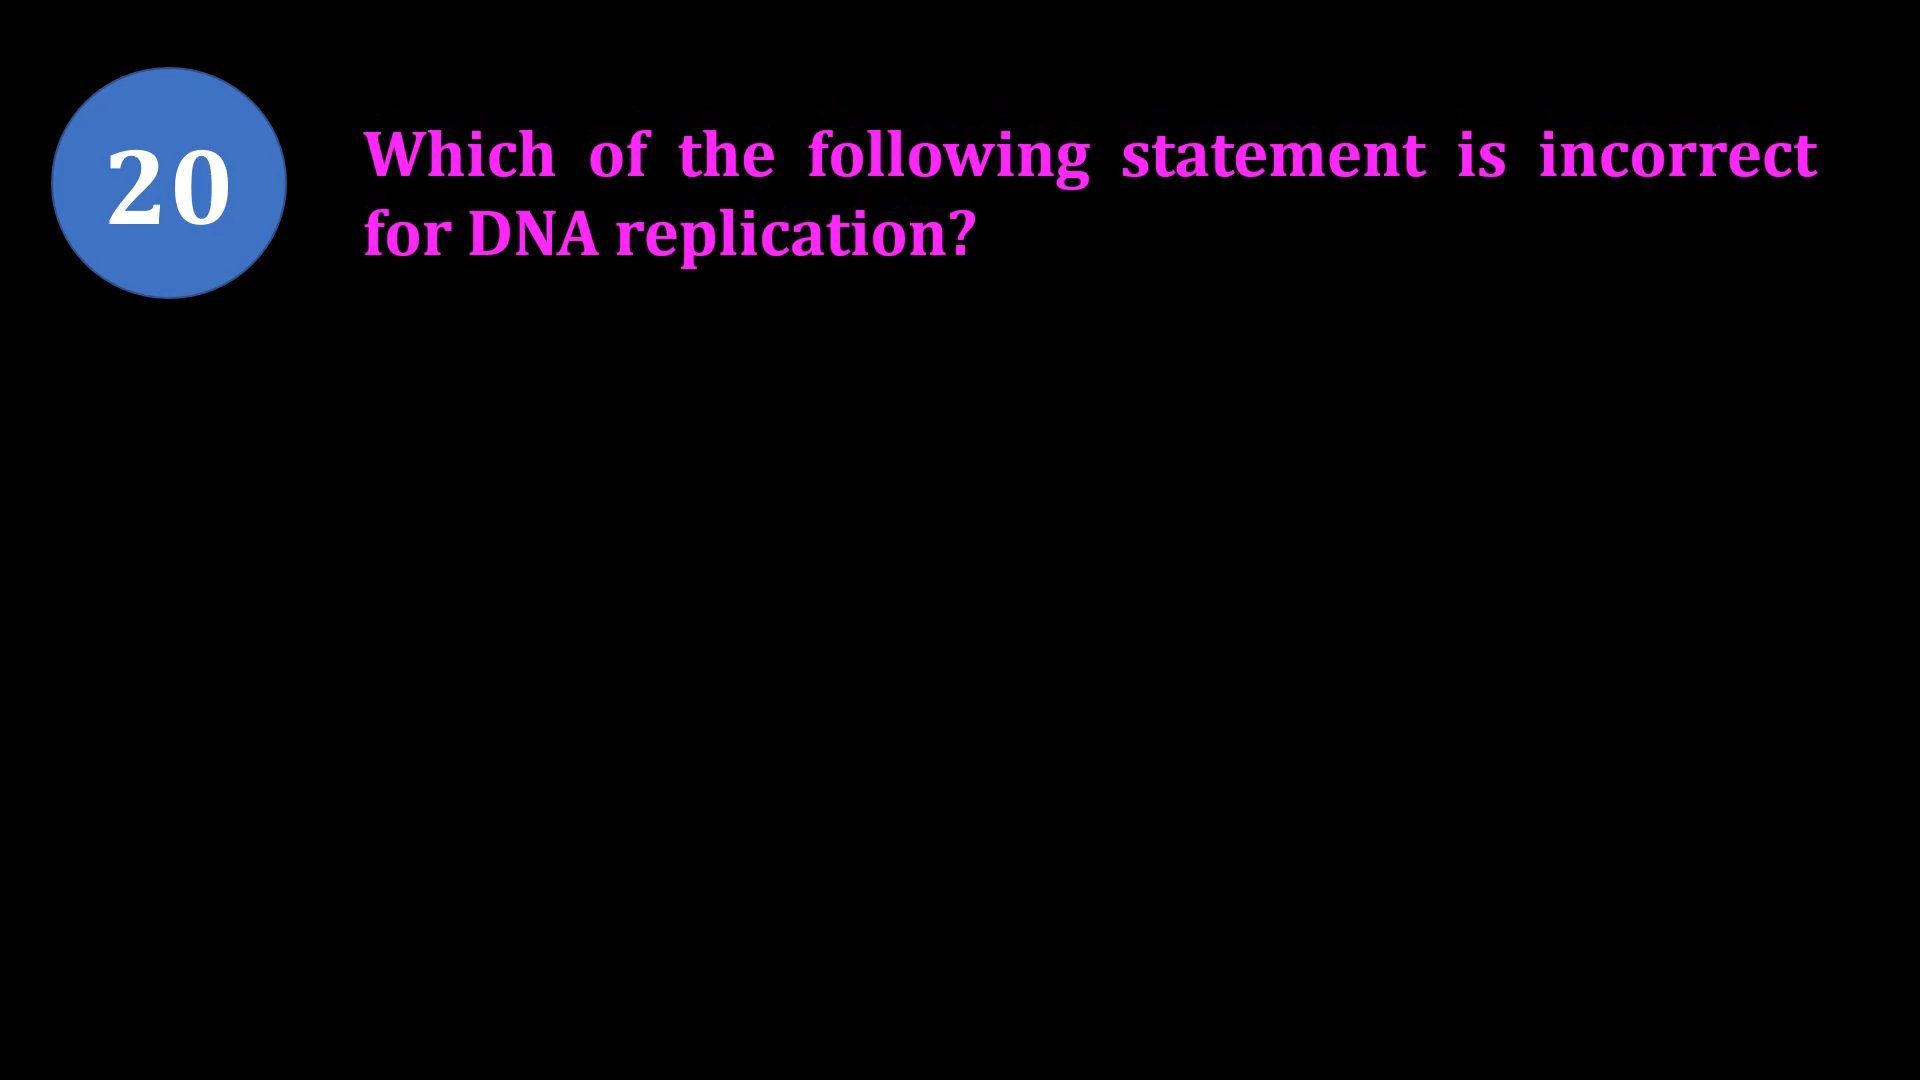 20
Which of the following statement is incorrect
for DNA replication?